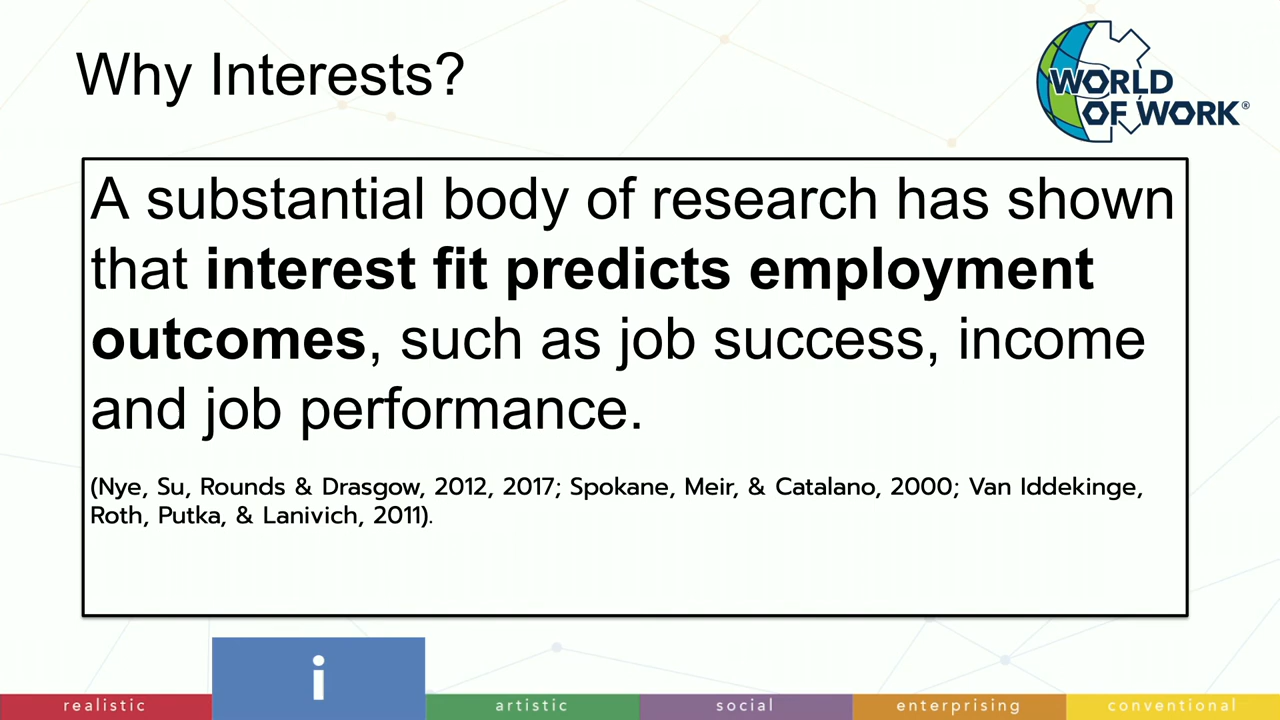 Why Interests?
WORLD
OF WORK®
A substantial body of research has shown
that interest fit predicts employment
outcomes, such as job success, income
and job performance.
(Nye, Su, Rounds & Drasgow, 2012, 2017; Spokane, Meir, & Catalano, 2000; Van Iddekinge,
Roth, Putka, & Lanivich, 2011).
i
realistic artistic social enterprising conventional